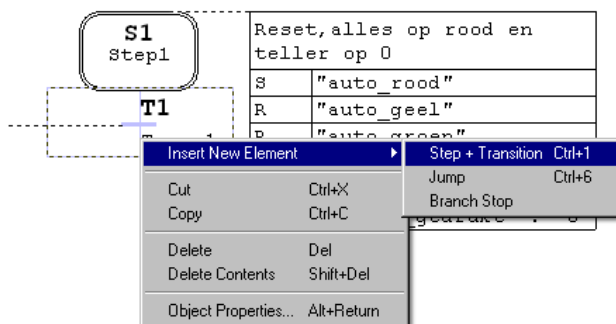 S1
Step1
Reset, alles op rood en
teller op 0
S "auto_rood"
R "auto_geel"
R "auto_groen"
T1
Insert New Element
Cut Ctrl+X
Copy Ctrl+C
Delete Del
Delete Contents Shift+Del
Object Properties... Alt+Return
Step + Transition Ctrl+1
Jump Ctrl+6
Branch Stop